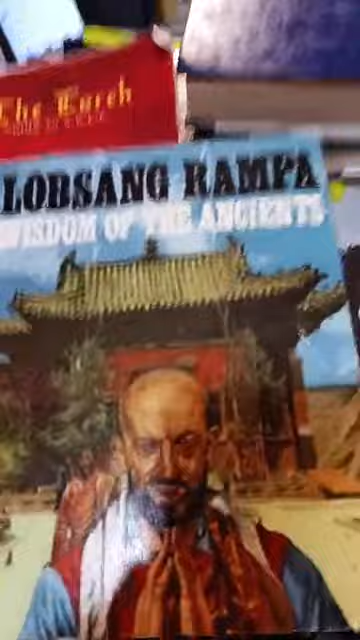 The Torch
LOBSANG RAMPA
WISDOM OF THE ANCIENTS